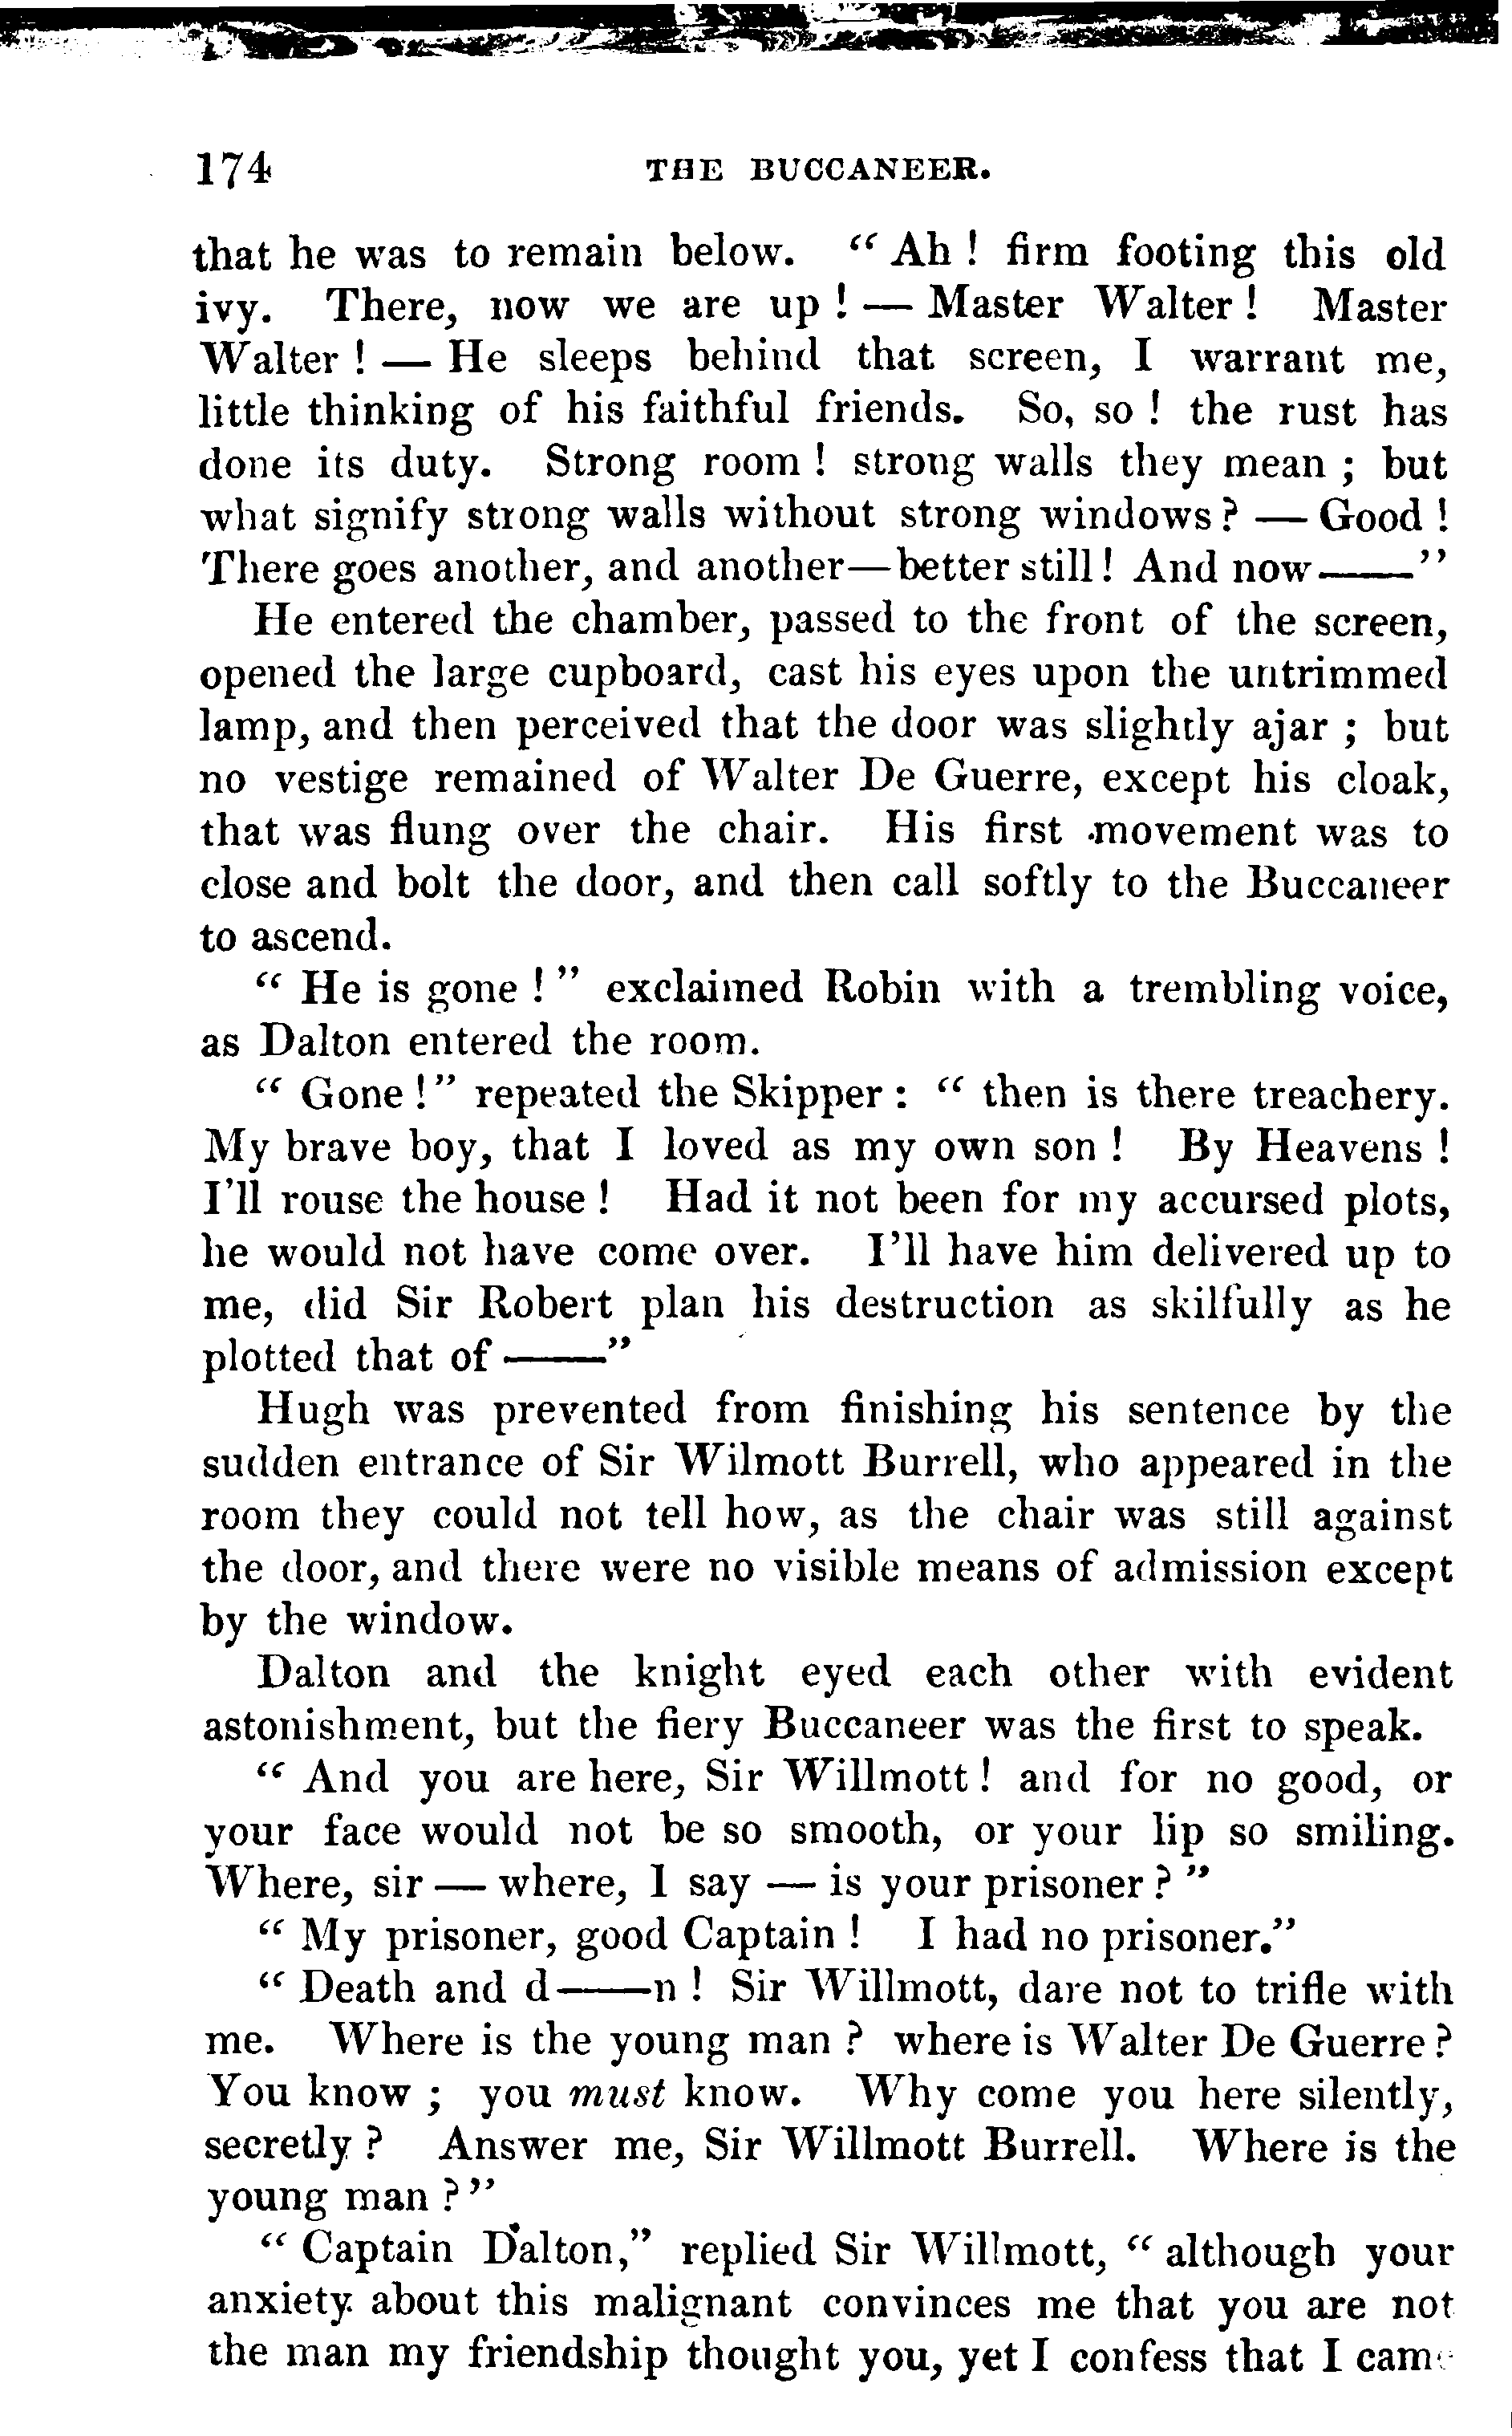 174 THE BUCCANEER.
that he was to remain below. “ Ah ! firm footing this old
ivy. There, now we are up ! — Master Walter ! Master
Walter ! — He sleeps behind that screen, I warrant me,
little thinking of his faithful friends. So, so ! the rust has
done its duty. Strong room ! strong walls they mean ; but
what signify strong walls without strong windows ? — Good !
There goes another, and another—better still ! And now——”
He entered the chamber, passed to the front of the screen,
opened the large cupboard, cast his eyes upon the untrimmed
lamp, and then perceived that the door was slightly ajar ; but
no vestige remained of Walter De Guerre, except his cloak,
that was flung over the chair. His first movement was to
close and bolt the door, and then call softly to the Buccaneer
to ascend.
“ He is gone ! ” exclaimed Robin with a trembling voice,
as Dalton entered the room.
“ Gone ! ” repeated the Skipper : “ then is there treachery.
My brave boy, that I loved as my own son ! By Heavens !
I’ll rouse the house ! Had it not been for my accursed plots,
he would not have come over. I’ll have him delivered up to
me, did Sir Robert plan his destruction as skilfully as he
plotted that of ——”
Hugh was prevented from finishing his sentence by the
sudden entrance of Sir Wilmott Burrell, who appeared in the
room they could not tell how, as the chair was still against
the door, and there were no visible means of admission except
by the window.
Dalton and the knight eyed each other with evident
astonishment, but the fiery Buccaneer was the first to speak.
“ And you are here, Sir Willmott ! and for no good, or
your face would not be so smooth, or your lip so smiling.
Where, sir — where, I say — is your prisoner ? ”
“ My prisoner, good Captain ! I had no prisoner.”
“ Death and d——n ! Sir Willmott, dare not to trifle with
me. Where is the young man ? where is Walter De Guerre ?
You know ; you must know. Why come you here silently,
secretly ? Answer me, Sir Willmott Burrell. Where is the
young man ? ”
“ Captain Dalton,” replied Sir Willmott, “ although your
anxiety about this malignant convinces me that you are not
the man my friendship thought you, yet I confess that I came